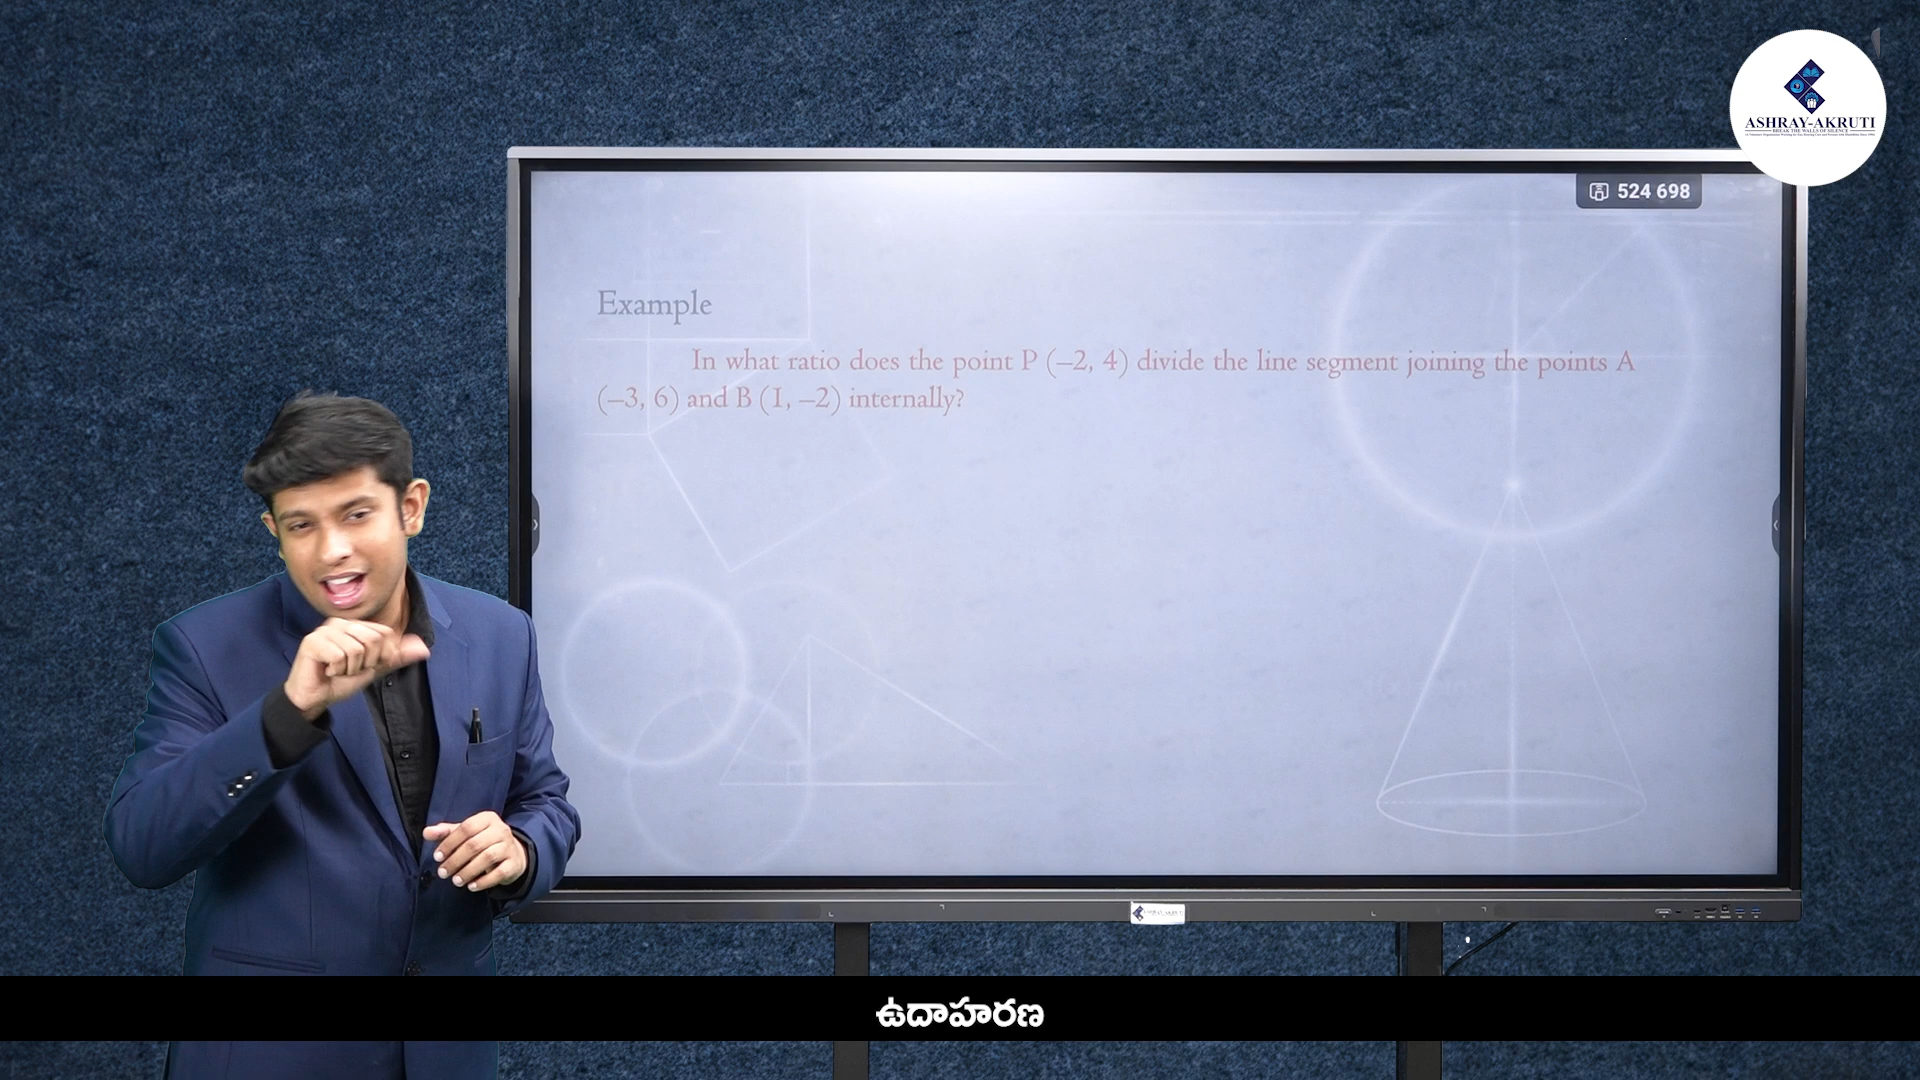 ASHRAY-AKRUTI
BREAK THE WALLS OF SILENCE
524 698
Example
In what ratio does the point P (–2, 4) divide the line segment joining the points A
(–3, 6) and B (1, –2) internally?
ఉదాహరణ